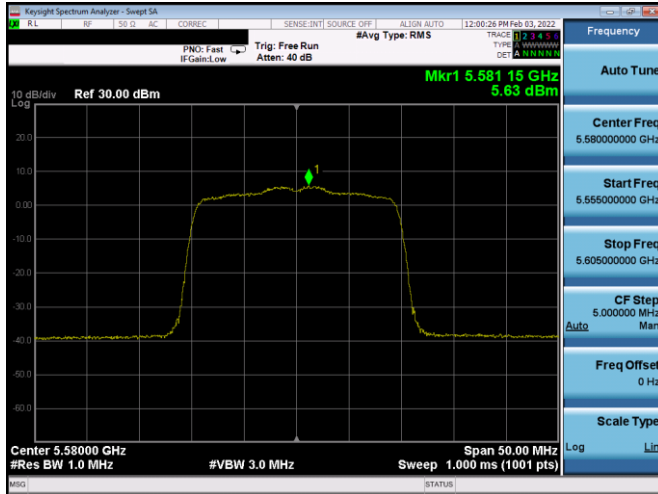 Keysight Spectrum Analyzer - Swept SA
RL RF 50 Ω AC CORREC SENSE:INT SOURCE OFF ALIGN AUTO 12:00:26 PM Feb 03, 2022
#Avg Type: RMS
TRACE 1 2 3 4 5 6
PNO: Fast Trig: Free Run TYPE A WWWWW
IFGain:Low Atten: 40 dB DET A N N N N N
Mkr1 5.581 15 GHz
10 dB/div Ref 30.00 dBm 5.63 dBm
Log
1
20.0
0.00
-10.0
-20.0
-30.0
-40.0
-50.0
-60.0
Center 5.58000 GHz Span 50.00 MHz
#Res BW 1.0 MHz #VBW 3.0 MHz Sweep 1.000 ms (1001 pts)
MSG STATUS
Frequency
Auto Tune
Center Freq
5.580000000 GHz
Start Freq
5.555000000 GHz
Stop Freq
5.605000000 GHz
CF Step
5.000000 MHz
Auto Man
Freq Offset
0 Hz
Scale Type
Log Lin